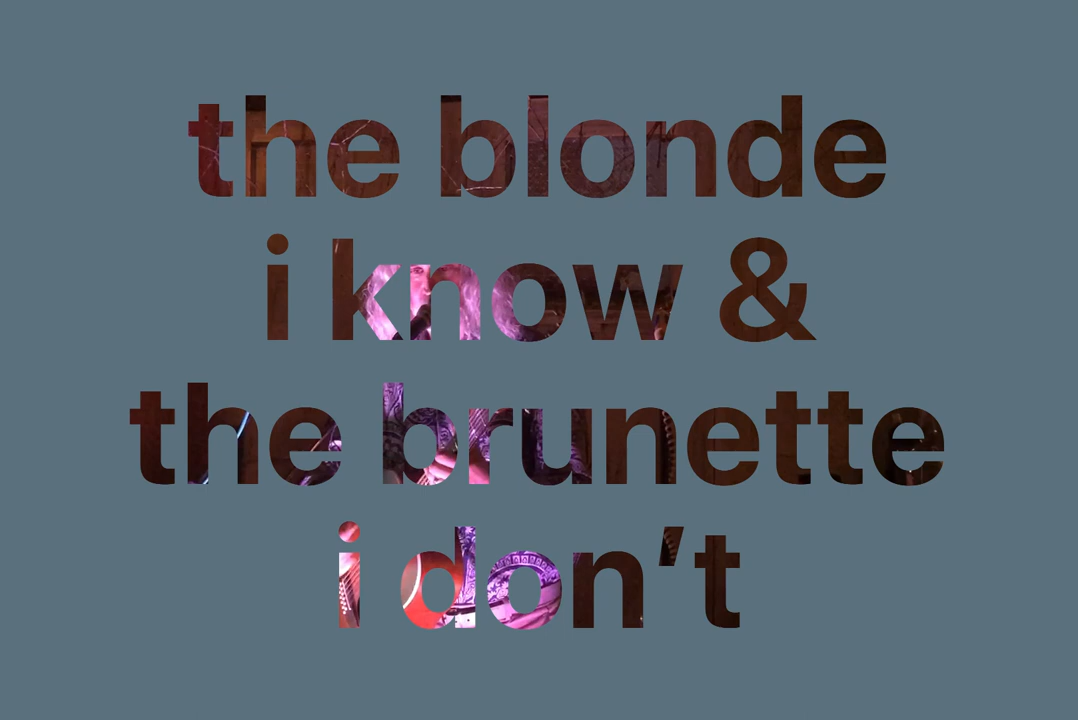 the blonde
i know &
the brunette
i don’t